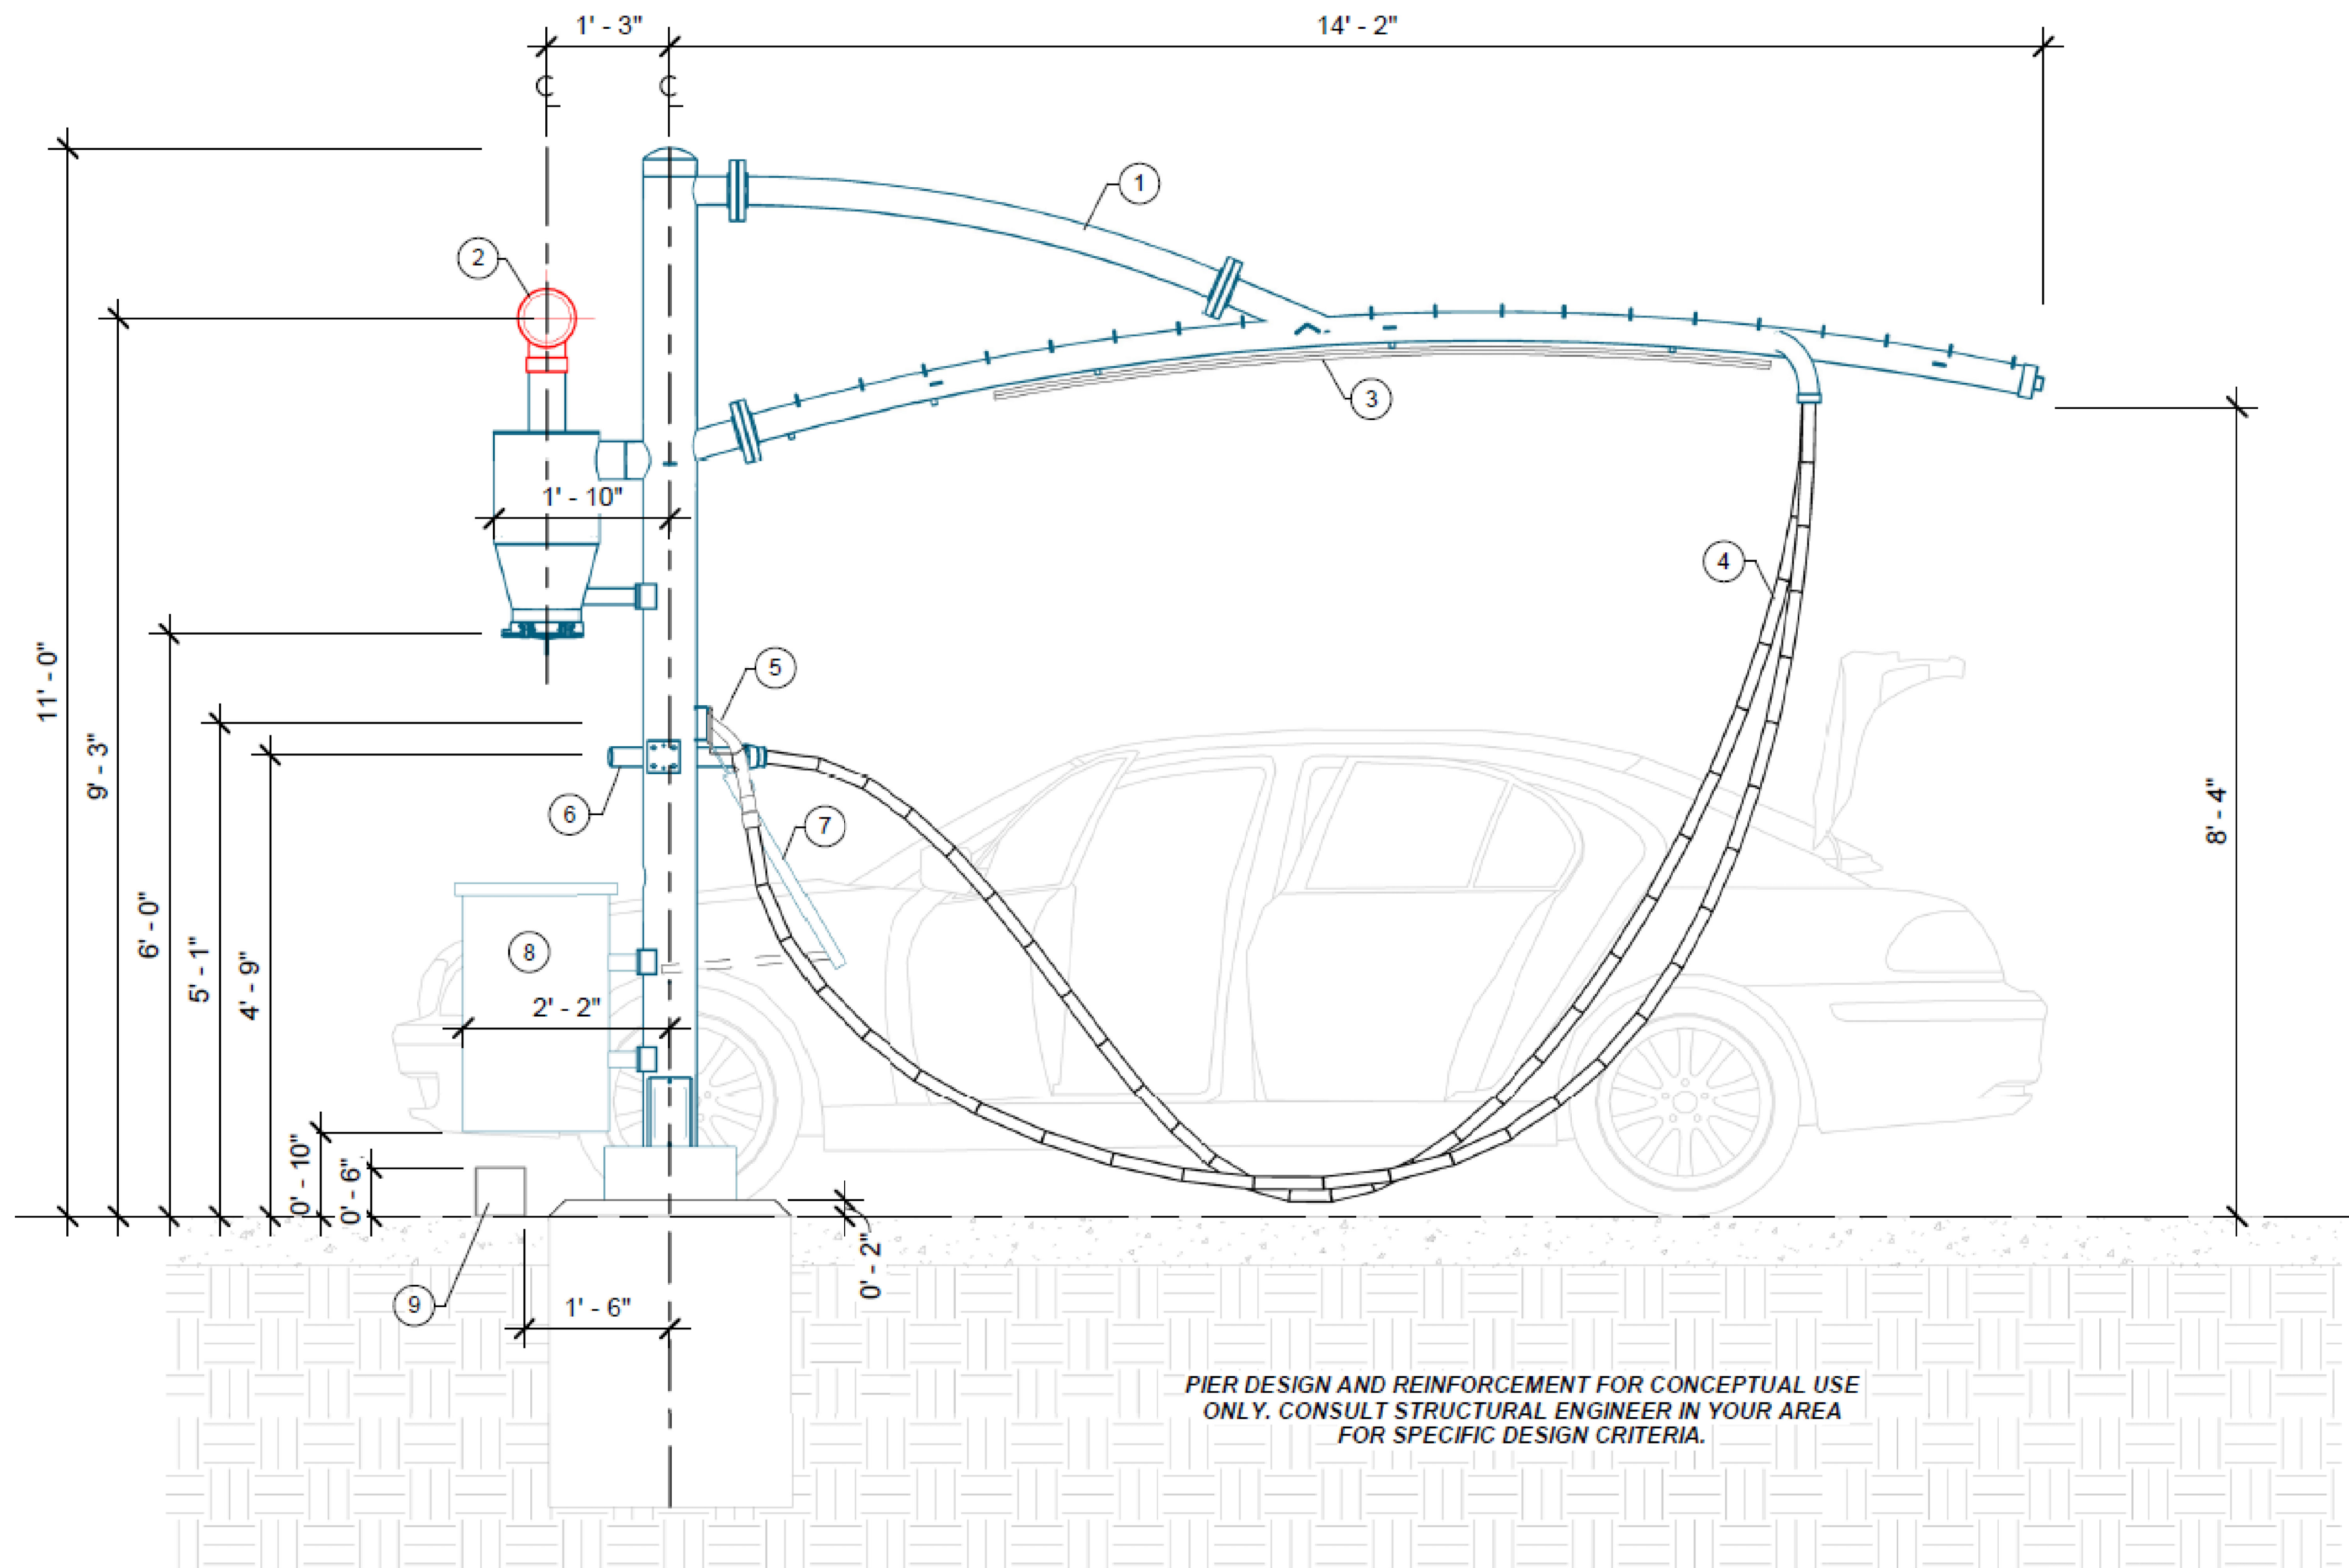 1' - 3"
14' - 2"
℄
℄
1
2
3
1' - 10"
4
5
11' - 0"
9' - 3"
6
7
8' - 4"
6' - 0"
5' - 1"
4' - 9"
8
2' - 2"
0' - 10"
0' - 6"
0' - 2"
9
1' - 6"
PIER DESIGN AND REINFORCEMENT FOR CONCEPTUAL USE
ONLY. CONSULT STRUCTURAL ENGINEER IN YOUR AREA
FOR SPECIFIC DESIGN CRITERIA.